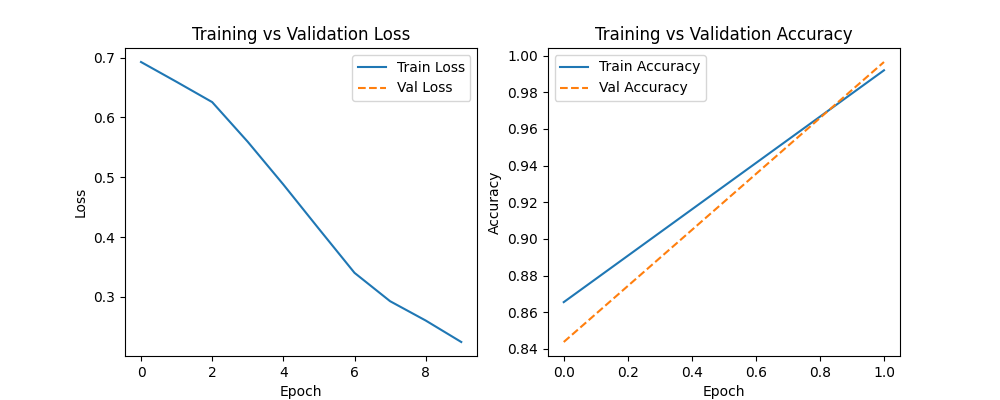 Training vs Validation Loss
0.7
0.6
0.5
0.4
0.3
Loss
Train Loss
Val Loss
0 2 4 6 8
Epoch
Training vs Validation Accuracy
1.00
0.98
0.96
0.94
0.92
0.90
0.88
0.86
0.84
Accuracy
Train Accuracy
Val Accuracy
0.0 0.2 0.4 0.6 0.8 1.0
Epoch